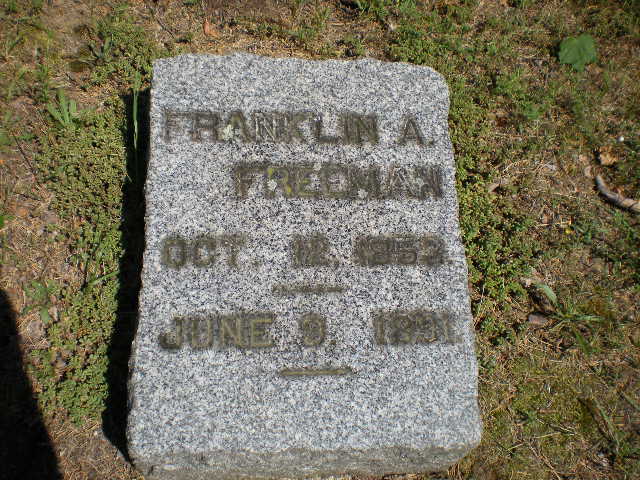 FRANKLIN A.
FREEMAN
OCT. 12, 1852.
JUNE 9. 1891